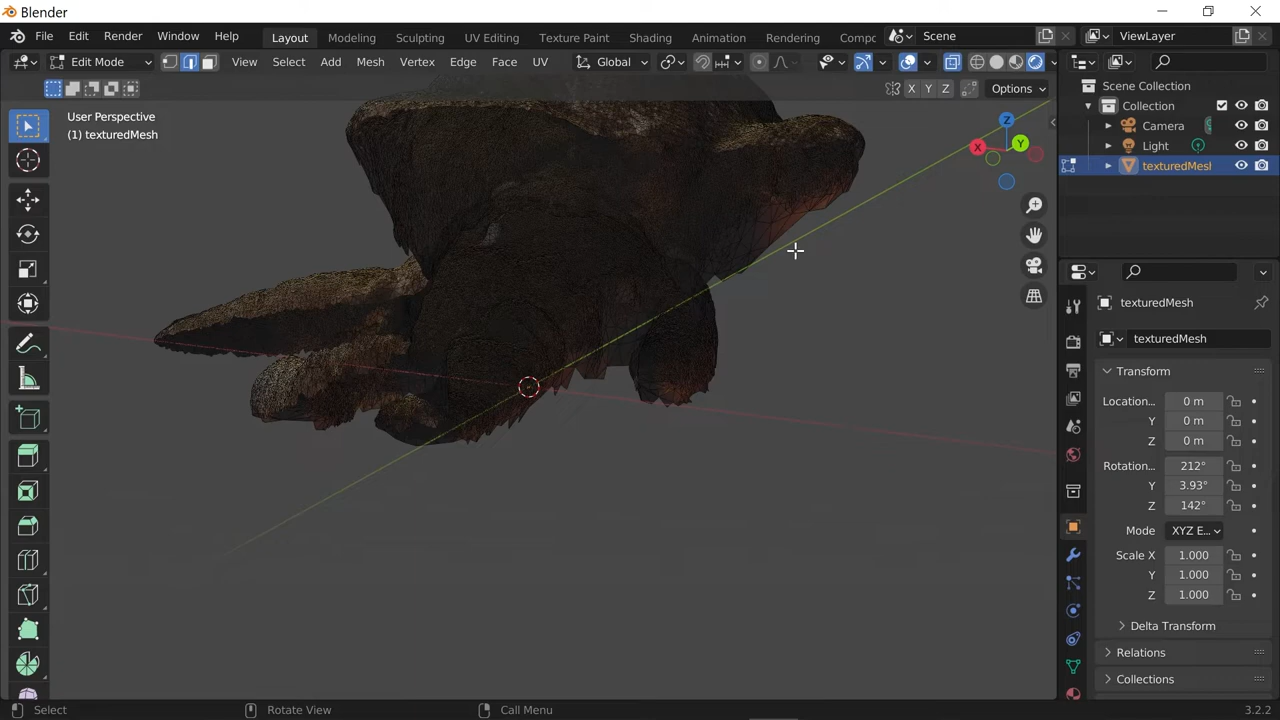 Blender
File Edit Render Window Help Layout Modeling Sculpting UV Editing Texture Paint Shading Animation Rendering Compc Scene ViewLayer
Edit Mode View Select Add Mesh Vertex Edge Face UV Global
X Y Z Options
Scene Collection
Collection
Camera
Light
texturedMesh
User Perspective
(1) texturedMesh
Z
X
Y
texturedMesh
texturedMesh
Transform
Location... 0 m
Y 0 m
Z 0 m
Rotation... 212°
Y 3.93°
Z 142°
Mode XYZ E...
Scale X 1.000
Y 1.000
Z 1.000
Delta Transform
Relations
Collections
Select Rotate View Call Menu 3.2.2